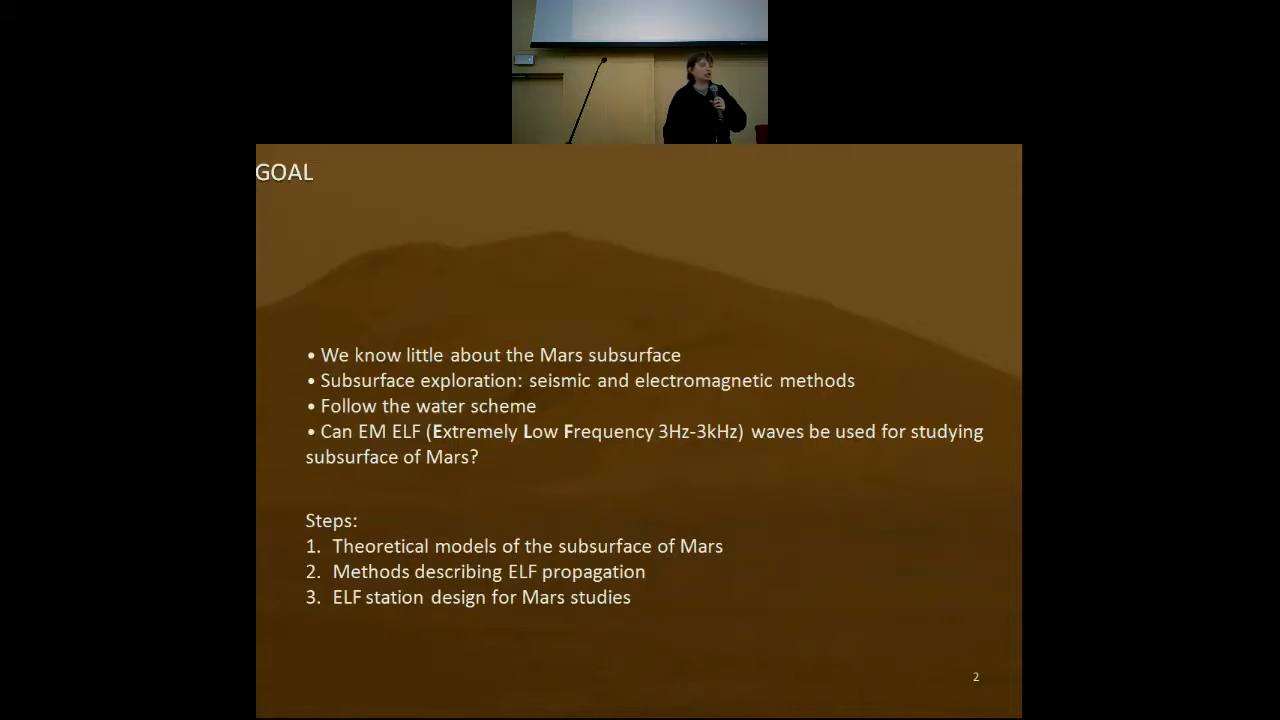 GOAL
• We know little about the Mars subsurface
• Subsurface exploration: seismic and electromagnetic methods
• Follow the water scheme
• Can EM ELF (Extremely Low Frequency 3Hz-3kHz) waves be used for studying
subsurface of Mars?
Steps:
1. Theoretical models of the subsurface of Mars
2. Methods describing ELF propagation
3. ELF station design for Mars studies
2